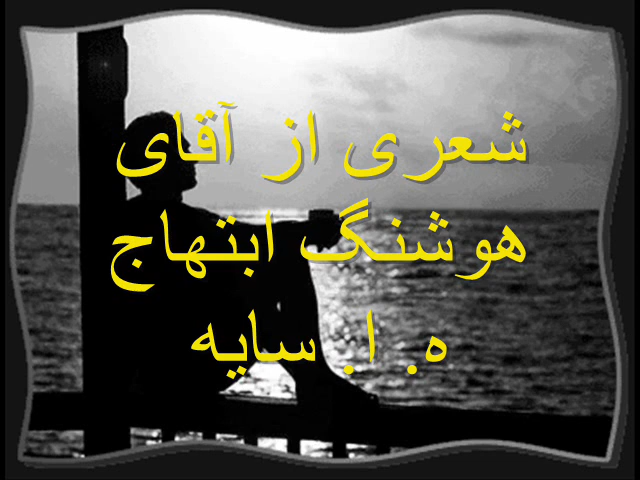 شعری از آقای
هوشنگ ابتهاج
ه. ا. سایه